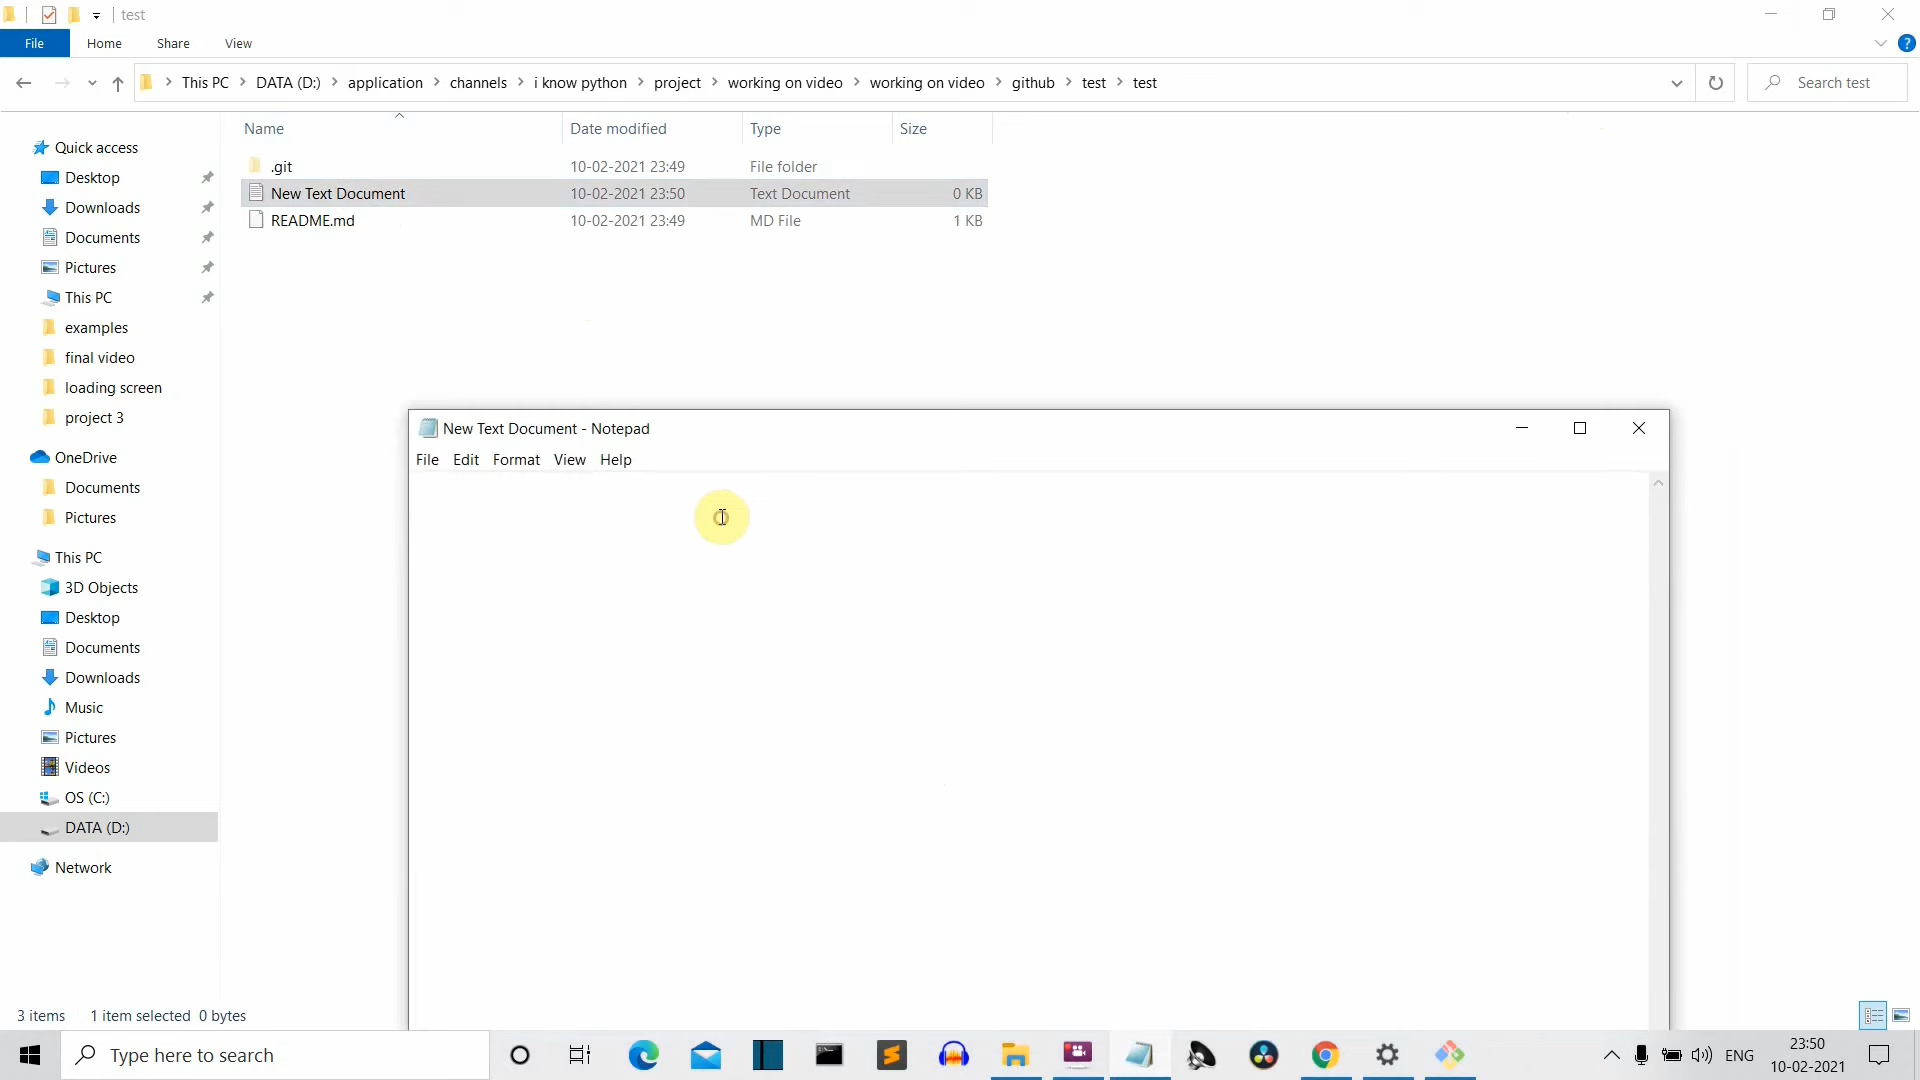 test
File Home Share View
This PC DATA (D:) application channels i know python project working on video working on video github test test Search test
Name Date modified Type Size
Quick access
Desktop
Downloads
Documents
Pictures
This PC
examples
final video
loading screen
project 3
OneDrive
Documents
Pictures
This PC
3D Objects
Desktop
Documents
Downloads
Music
Pictures
Videos
OS (C:)
DATA (D:)
Network
.git 10-02-2021 23:49 File folder
New Text Document 10-02-2021 23:50 Text Document 0 KB
README.md 10-02-2021 23:49 MD File 1 KB
New Text Document - Notepad
File Edit Format View Help
3 items 1 item selected 0 bytes
Type here to search
ENG
23:50
10-02-2021